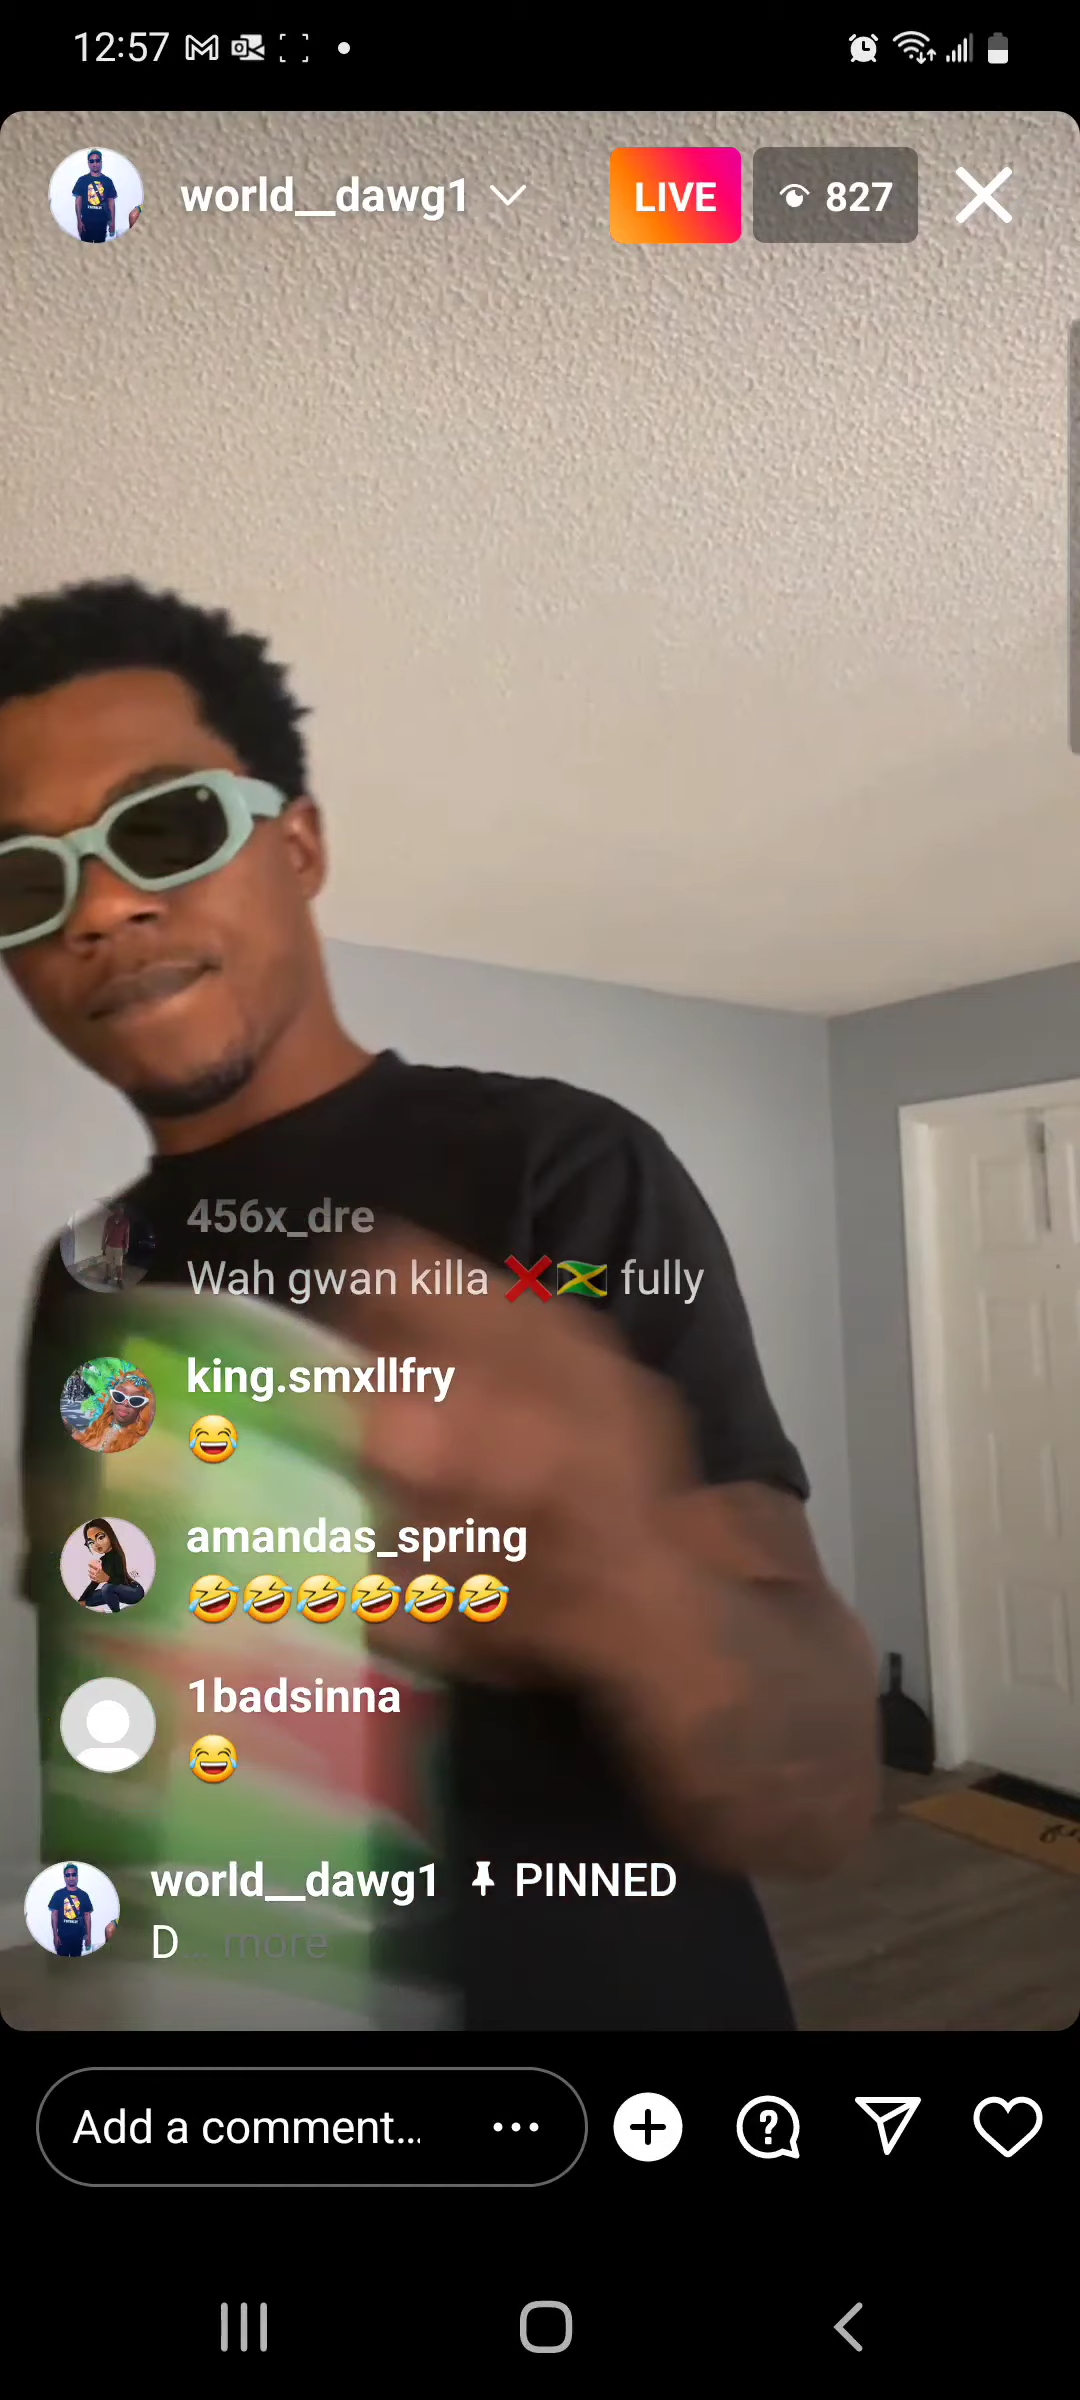 12:57
world__dawg1
LIVE
827
456x_dre
Wah gwan killa ❌🇯🇲 fully
king.smxllfry
😂
amandas_spring
🤣🤣🤣🤣🤣🤣
1badsinna
😂
world__dawg1 PINNED
D... more
Add a comment...